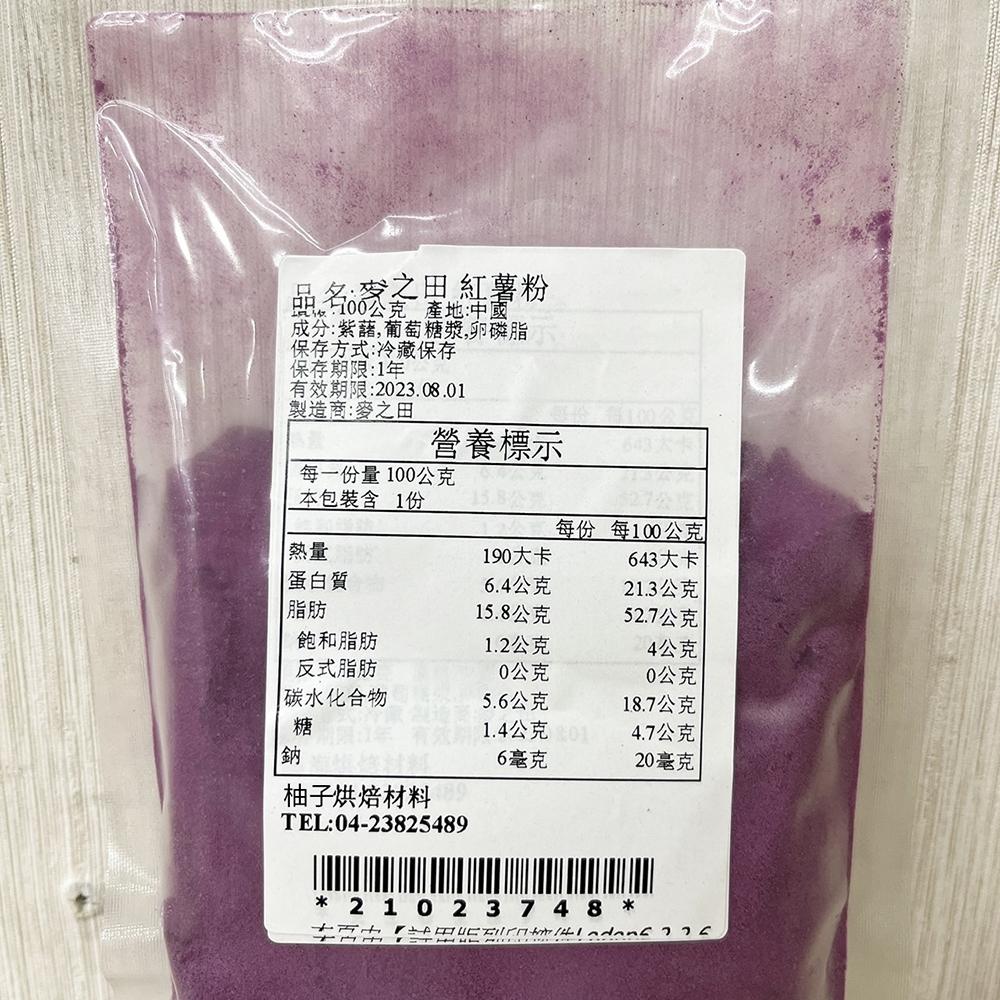 品名:麥之田 紅薯粉
100公克 產地:中國
成分:紫藷,葡萄糖漿,卵磷脂
保存方式:冷藏保存
保存期限:1年
有效期限:2023.08.01
製造商:麥之田
營養標示
每一份量 100公克
本包裝含 1份
每份 每100公克
熱量 190大卡 643大卡
蛋白質 6.4公克 21.3公克
脂肪 15.8公克 52.7公克
飽和脂肪 1.2公克 4公克
反式脂肪 0公克 0公克
碳水化合物 5.6公克 18.7公克
糖 1.4公克 4.7公克
鈉 6毫克 20毫克
柚子烘焙材料
TEL:04-23825489
*21023748*